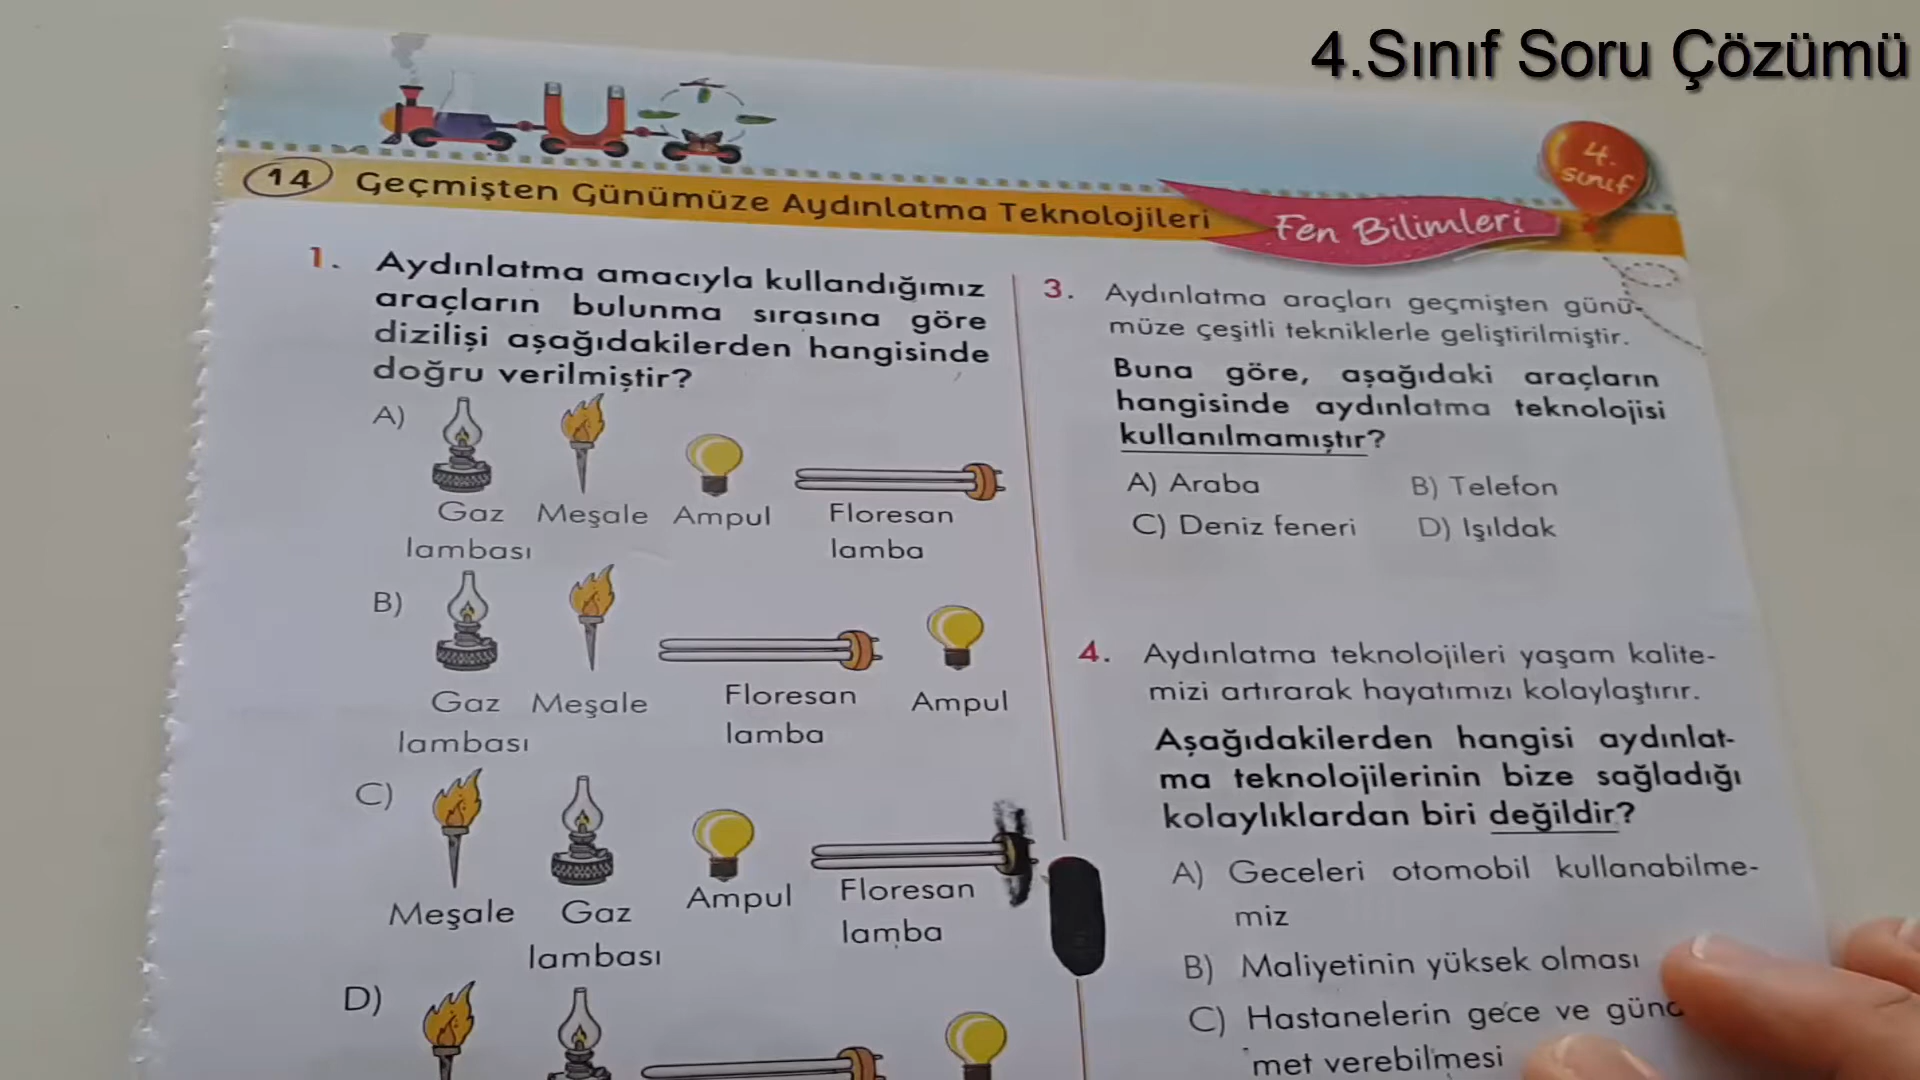 4.Sınıf Soru Çözümü
4.
sınıf
14 Geçmişten Günümüze Aydınlatma Teknolojileri
Fen Bilimleri
1. Aydınlatma amacıyla kullandığımız
araçların bulunma sırasına göre
dizilişi aşağıdakilerden hangisinde
doğru verilmiştir?
A)
Gaz Meşale Ampul Floresan
lambası lamba
B)
Gaz Meşale Floresan Ampul
lambası lamba
C)
Meşale Gaz Ampul Floresan
lambası lamba
D)
3. Aydınlatma araçları geçmişten günü-
müze çeşitli tekniklerle geliştirilmiştir.
Buna göre, aşağıdaki araçların
hangisinde aydınlatma teknolojisi
kullanılmamıştır?
A) Araba B) Telefon
C) Deniz feneri D) Işıldak
4. Aydınlatma teknolojileri yaşam kalite-
mizi artırarak hayatımızı kolaylaştırır.
Aşağıdakilerden hangisi aydınlat-
ma teknolojilerinin bize sağladığı
kolaylıklardan biri değildir?
A) Geceleri otomobil kullanabilme-
miz
B) Maliyetinin yüksek olması
C) Hastanelerin gece ve
met verebilmesi